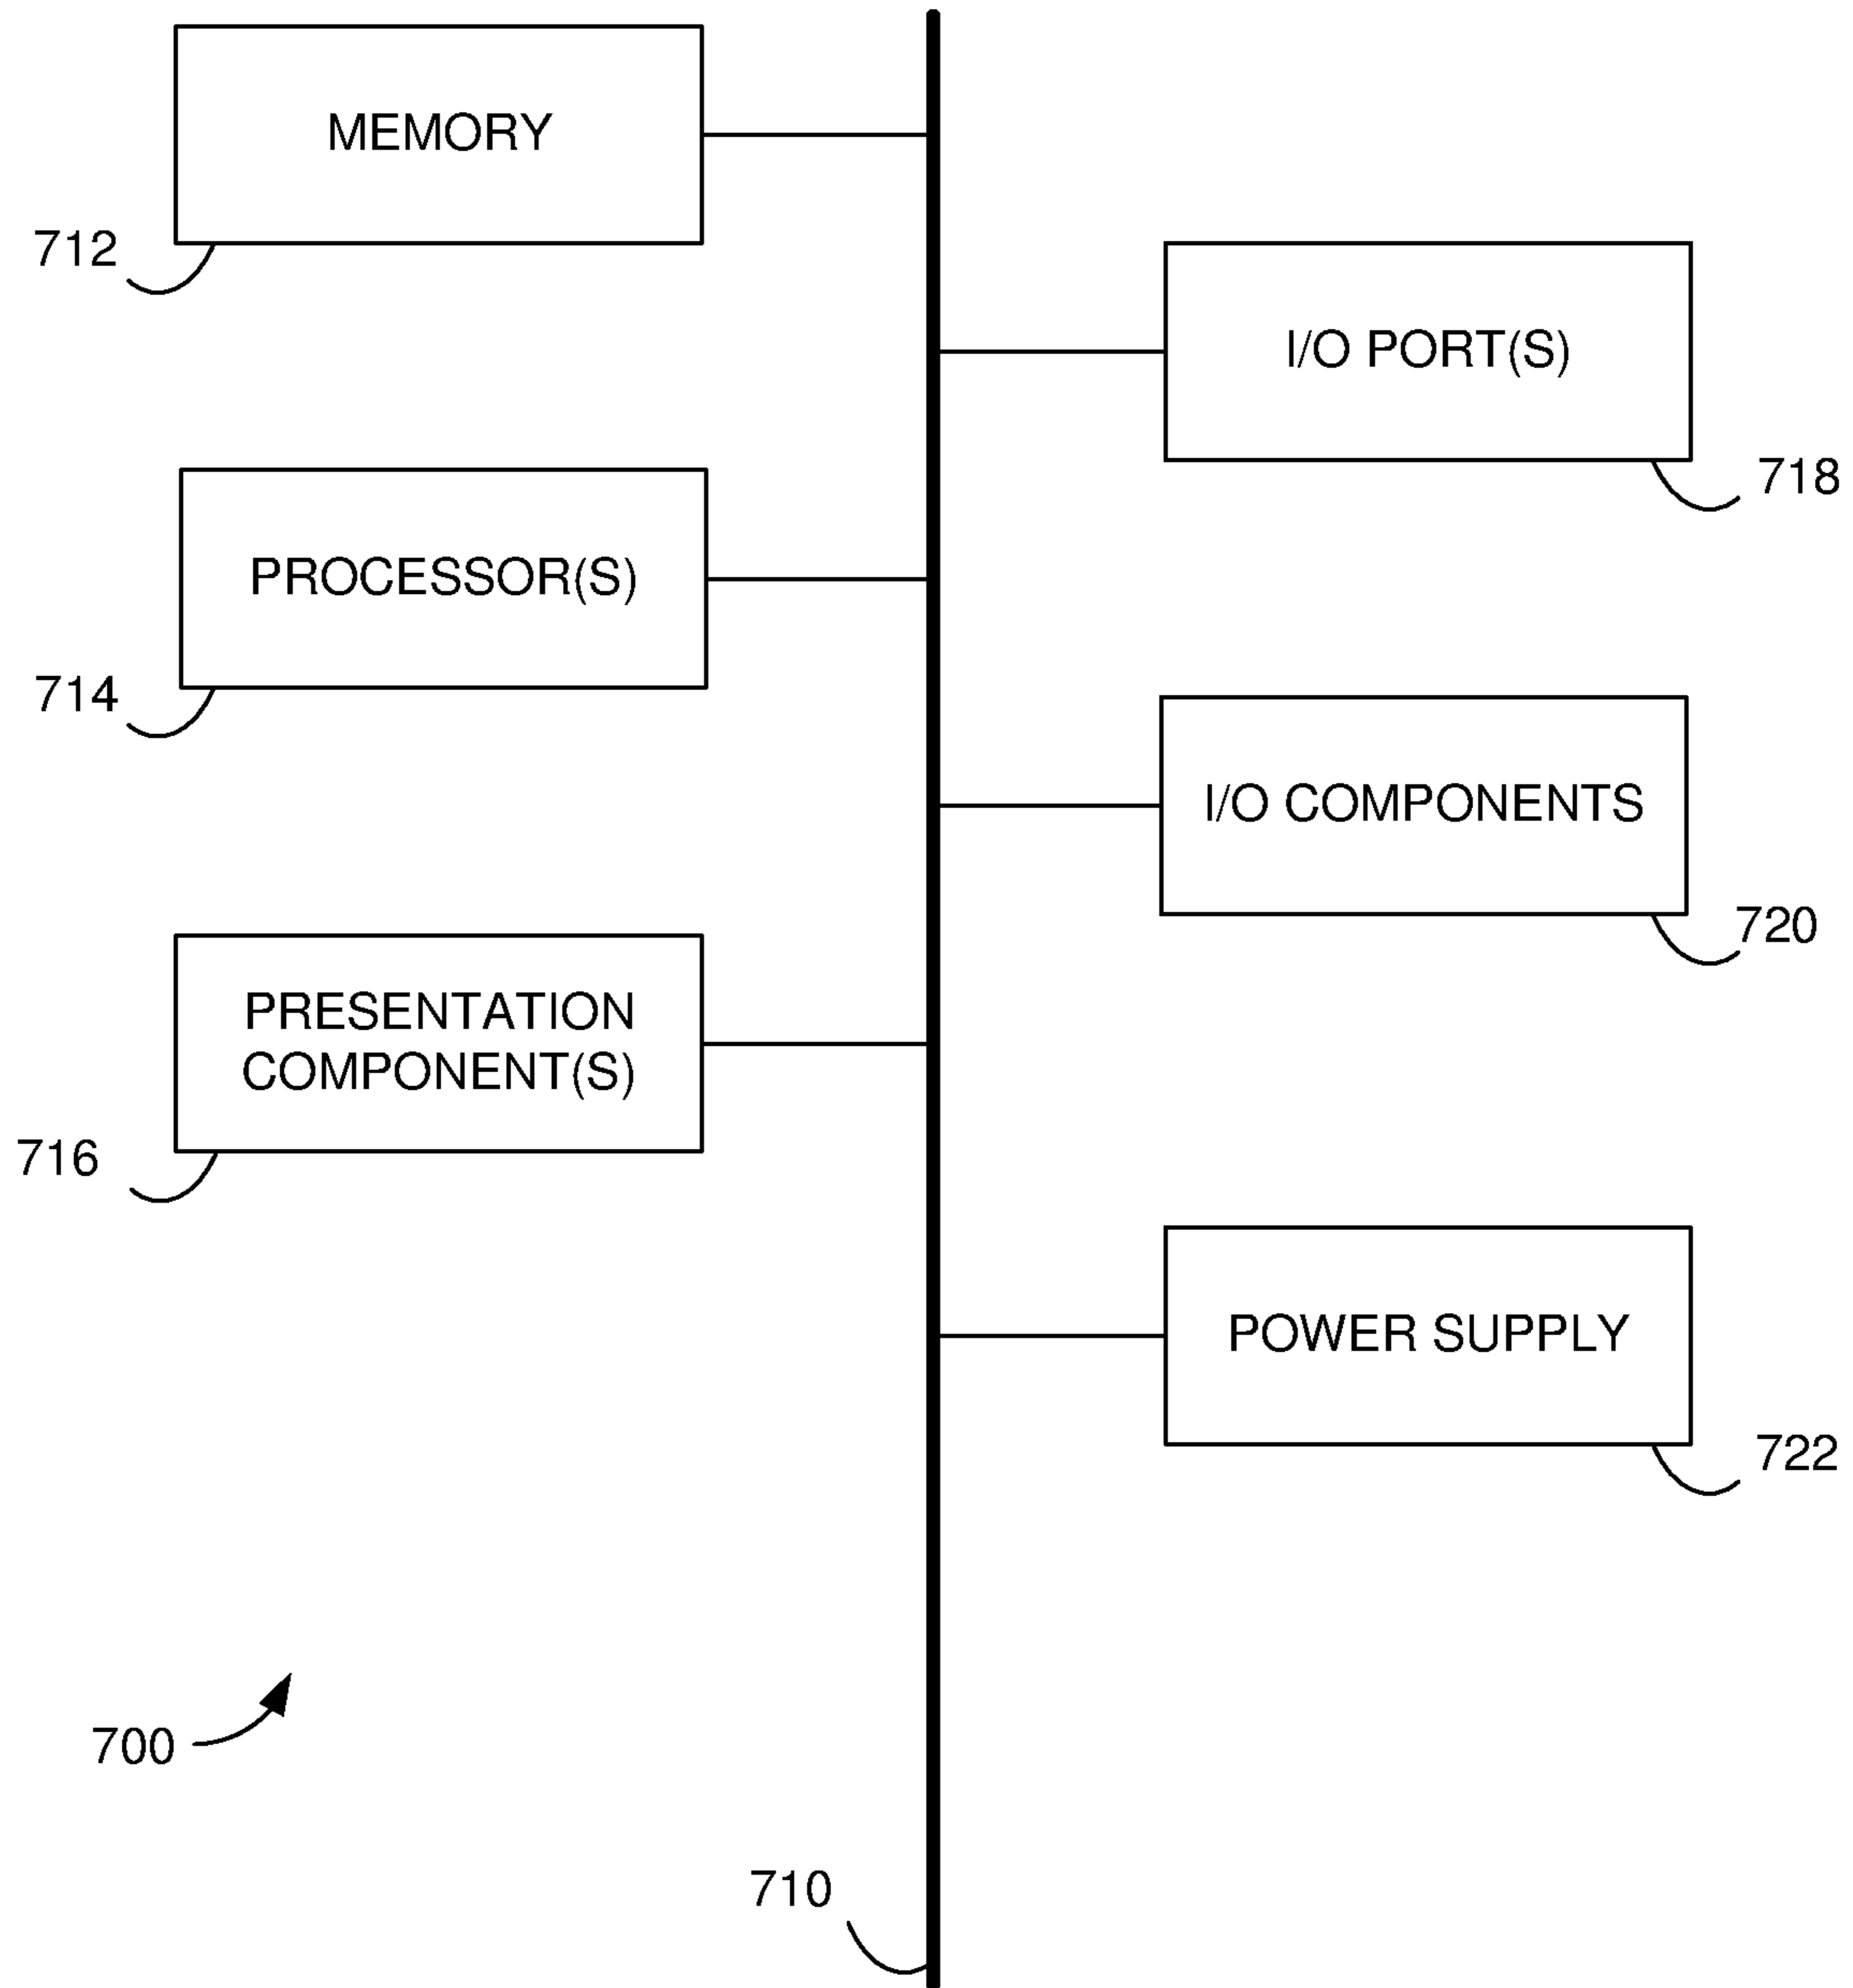 MEMORY
712
I/O PORT(S)
718
PROCESSOR(S)
714
I/O COMPONENTS
720
PRESENTATION
COMPONENT(S)
716
POWER SUPPLY
722
700
710